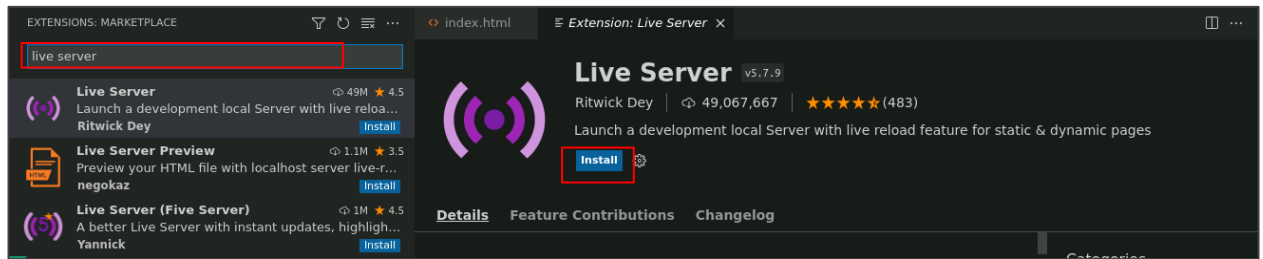 EXTENSIONS: MARKETPLACE
live server
Live Server 49M ★ 4.5
Launch a development local Server with live reloa...
Ritwick Dey Install
Live Server Preview 1.1M ★ 3.5
Preview your HTML file with localhost server live-r...
negokaz Install
HTML
Live Server (Five Server) 1M ★ 4.5
A better Live Server with instant updates, highligh...
Yannick Install
5
index.html
Extension: Live Server
Live Server v5.7.9
Ritwick Dey 49,067,667 (483)
Launch a development local Server with live reload feature for static & dynamic pages
Install
Details Feature Contributions Changelog
Categories